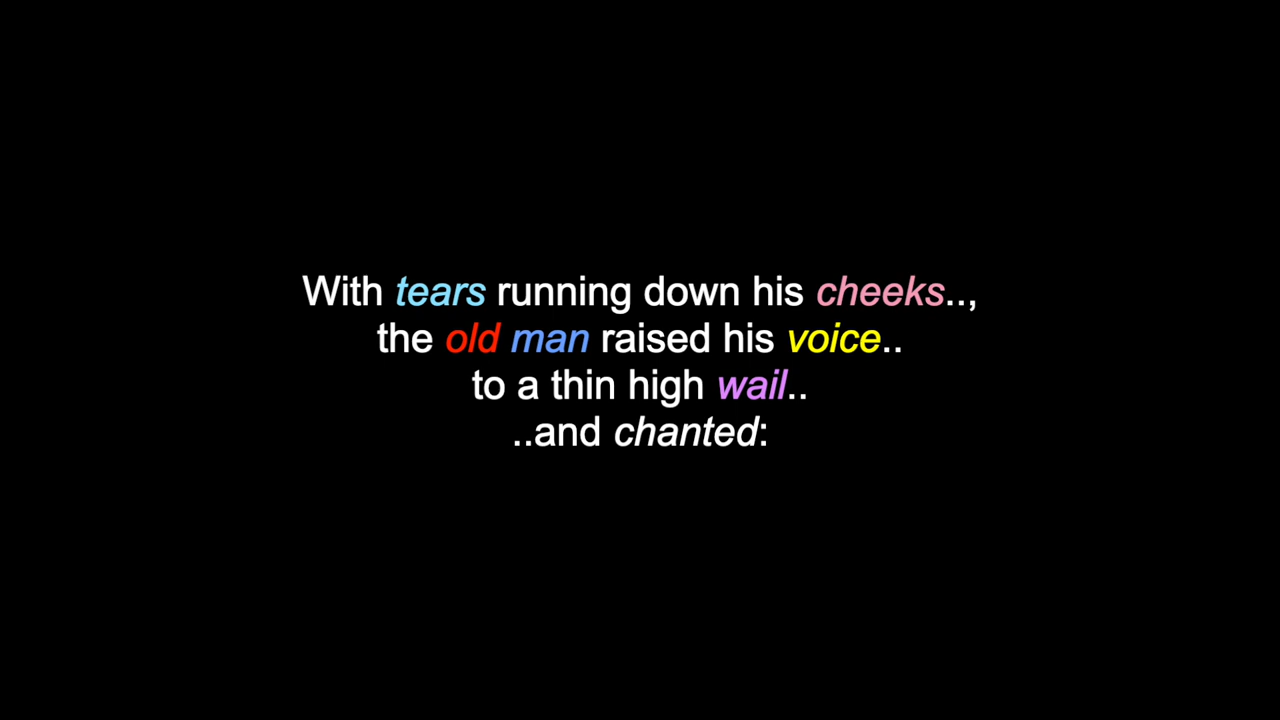 With tears running down his cheeks..,
the old man raised his voice..
to a thin high wail..
..and chanted: